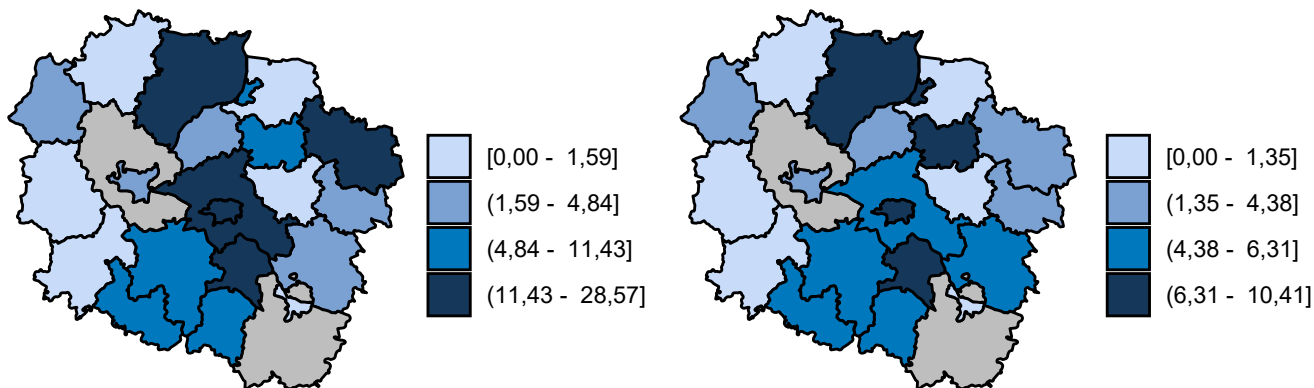 [0,00 - 1,59]
(1,59 - 4,84]
(4,84 - 11,43]
(11,43 - 28,57]
[0,00 - 1,35]
(1,35 - 4,38]
(4,38 - 6,31]
(6,31 - 10,41]